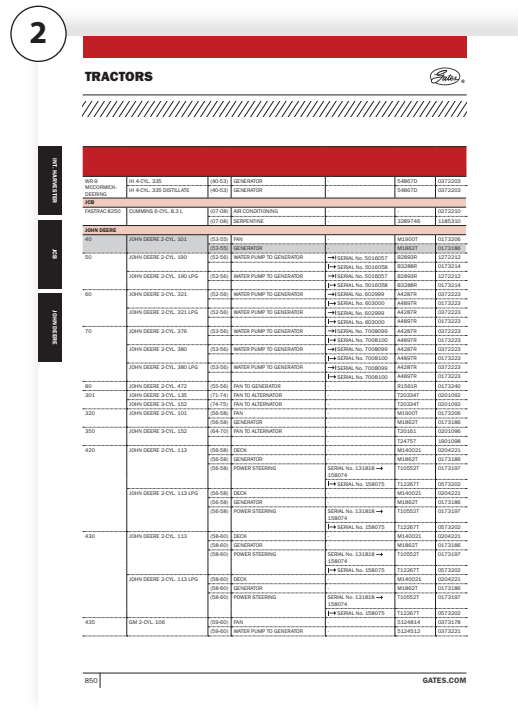 2
TRACTORS
Gates®
INT. HARVESTER
JCB
JOHN DEERE
WR-9 IH 4-CYL. 335 (40-53) GENERATOR - 54867D 0372203
MCCORMICK-DEERING IH 4-CYL. 335 DISTILLATE (40-53) GENERATOR - 54867D 0372203
JCB
FASTRAC 8250 CUMMINS 6-CYL. 8.3 L (07-08) AIR CONDITIONING - - 0272210
(07-08) SERPENTINE - 3289746 1185310
JOHN DEERE
40 JOHN DEERE 2-CYL. 101 (53-55) FAN - M1900T 0173206
(53-55) GENERATOR - M1862T 0173186
50 JOHN DEERE 2-CYL. 190 (52-56) WATER PUMP TO GENERATOR →|SERIAL No. 5016057 B2893R 1272212
|→SERIAL No. 5016058 B3288R 0173214
JOHN DEERE 2-CYL. 190 LPG (52-56) WATER PUMP TO GENERATOR →|SERIAL No. 5016057 B2893R 1272212
|→SERIAL No. 5016058 B3288R 0173214
60 JOHN DEERE 2-CYL. 321 (52-56) WATER PUMP TO GENERATOR →|SERIAL No. 602999 A4287R 0372223
|→SERIAL No. 603000 A4897R 0173223
JOHN DEERE 2-CYL. 321 LPG (52-56) WATER PUMP TO GENERATOR →|SERIAL No. 602999 A4287R 0372223
|→SERIAL No. 603000 A4897R 0173223
70 JOHN DEERE 2-CYL. 376 (53-56) WATER PUMP TO GENERATOR →|SERIAL No. 7008099 A4287R 0372223
|→SERIAL No. 7008100 A4897R 0173223
JOHN DEERE 2-CYL. 380 (53-56) WATER PUMP TO GENERATOR →|SERIAL No. 7008099 A4287R 0372223
|→SERIAL No. 7008100 A4897R 0173223
JOHN DEERE 2-CYL. 380 LPG (53-56) WATER PUMP TO GENERATOR →|SERIAL No. 7008099 A4287R 0372223
|→SERIAL No. 7008100 A4897R 0173223
80 JOHN DEERE 2-CYL. 472 (55-56) FAN TO GENERATOR - R1561R 0173240
301 JOHN DEERE 3-CYL. 135 (71-74) FAN TO ALTERNATOR - T20334T 0201092
JOHN DEERE 3-CYL. 152 (74-75) FAN TO ALTERNATOR - T20334T 0201092
320 JOHN DEERE 2-CYL. 101 (56-58) FAN - M1900T 0173206
(56-58) GENERATOR - M1862T 0173186
350 JOHN DEERE 3-CYL. 152 (64-70) FAN TO ALTERNATOR - T20161 0201096
- T24757 1901098
420 JOHN DEERE 2-CYL. 113 (56-58) DECK - M140021 0204221
(56-58) GENERATOR - M1862T 0173186
(56-58) POWER STEERING SERIAL No. 131818 → T10552T 0173197
158074
|→SERIAL No. 158075 T12267T 0573202
JOHN DEERE 2-CYL. 113 LPG (56-58) DECK - M140021 0204221
(56-58) GENERATOR - M1862T 0173186
(56-58) POWER STEERING SERIAL No. 131818 → T10552T 0173197
158074
|→SERIAL No. 158075 T12267T 0573202
430 JOHN DEERE 2-CYL. 113 (58-60) DECK - M140021 0204221
(58-60) GENERATOR - M1862T 0173186
(58-60) POWER STEERING SERIAL No. 131818 → T10552T 0173197
158074
|→SERIAL No. 158075 T12267T 0573202
JOHN DEERE 2-CYL. 113 LPG (58-60) DECK - M140021 0204221
(58-60) GENERATOR - M1862T 0173186
(58-60) POWER STEERING SERIAL No. 131818 → T10552T 0173197
158074
|→SERIAL No. 158075 T12267T 0573202
435 GM 2-CYL. 106 (59-60) FAN - 5124814 0373178
(59-60) WATER PUMP TO GENERATOR - 5124512 0373221
850
GATES.COM